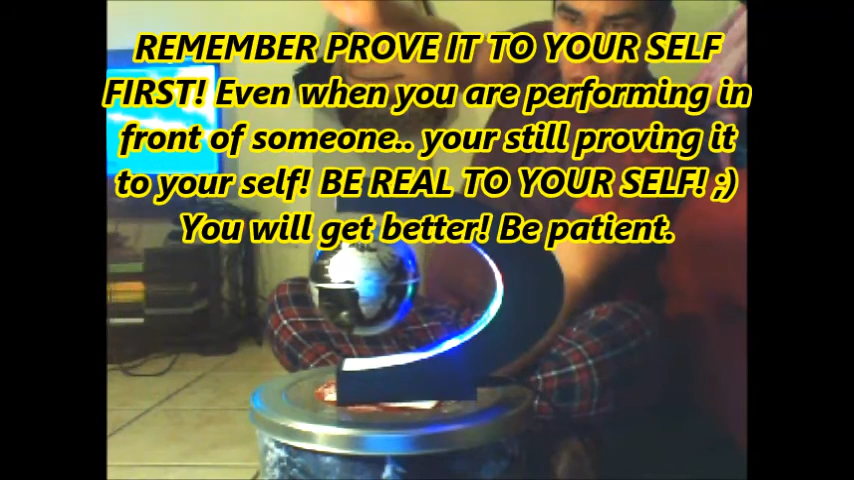 REMEMBER PROVE IT TO YOUR SELF
FIRST! Even when you are performing in
front of someone.. your still proving it
to your self! BE REAL TO YOUR SELF! ;)
You will get better! Be patient.